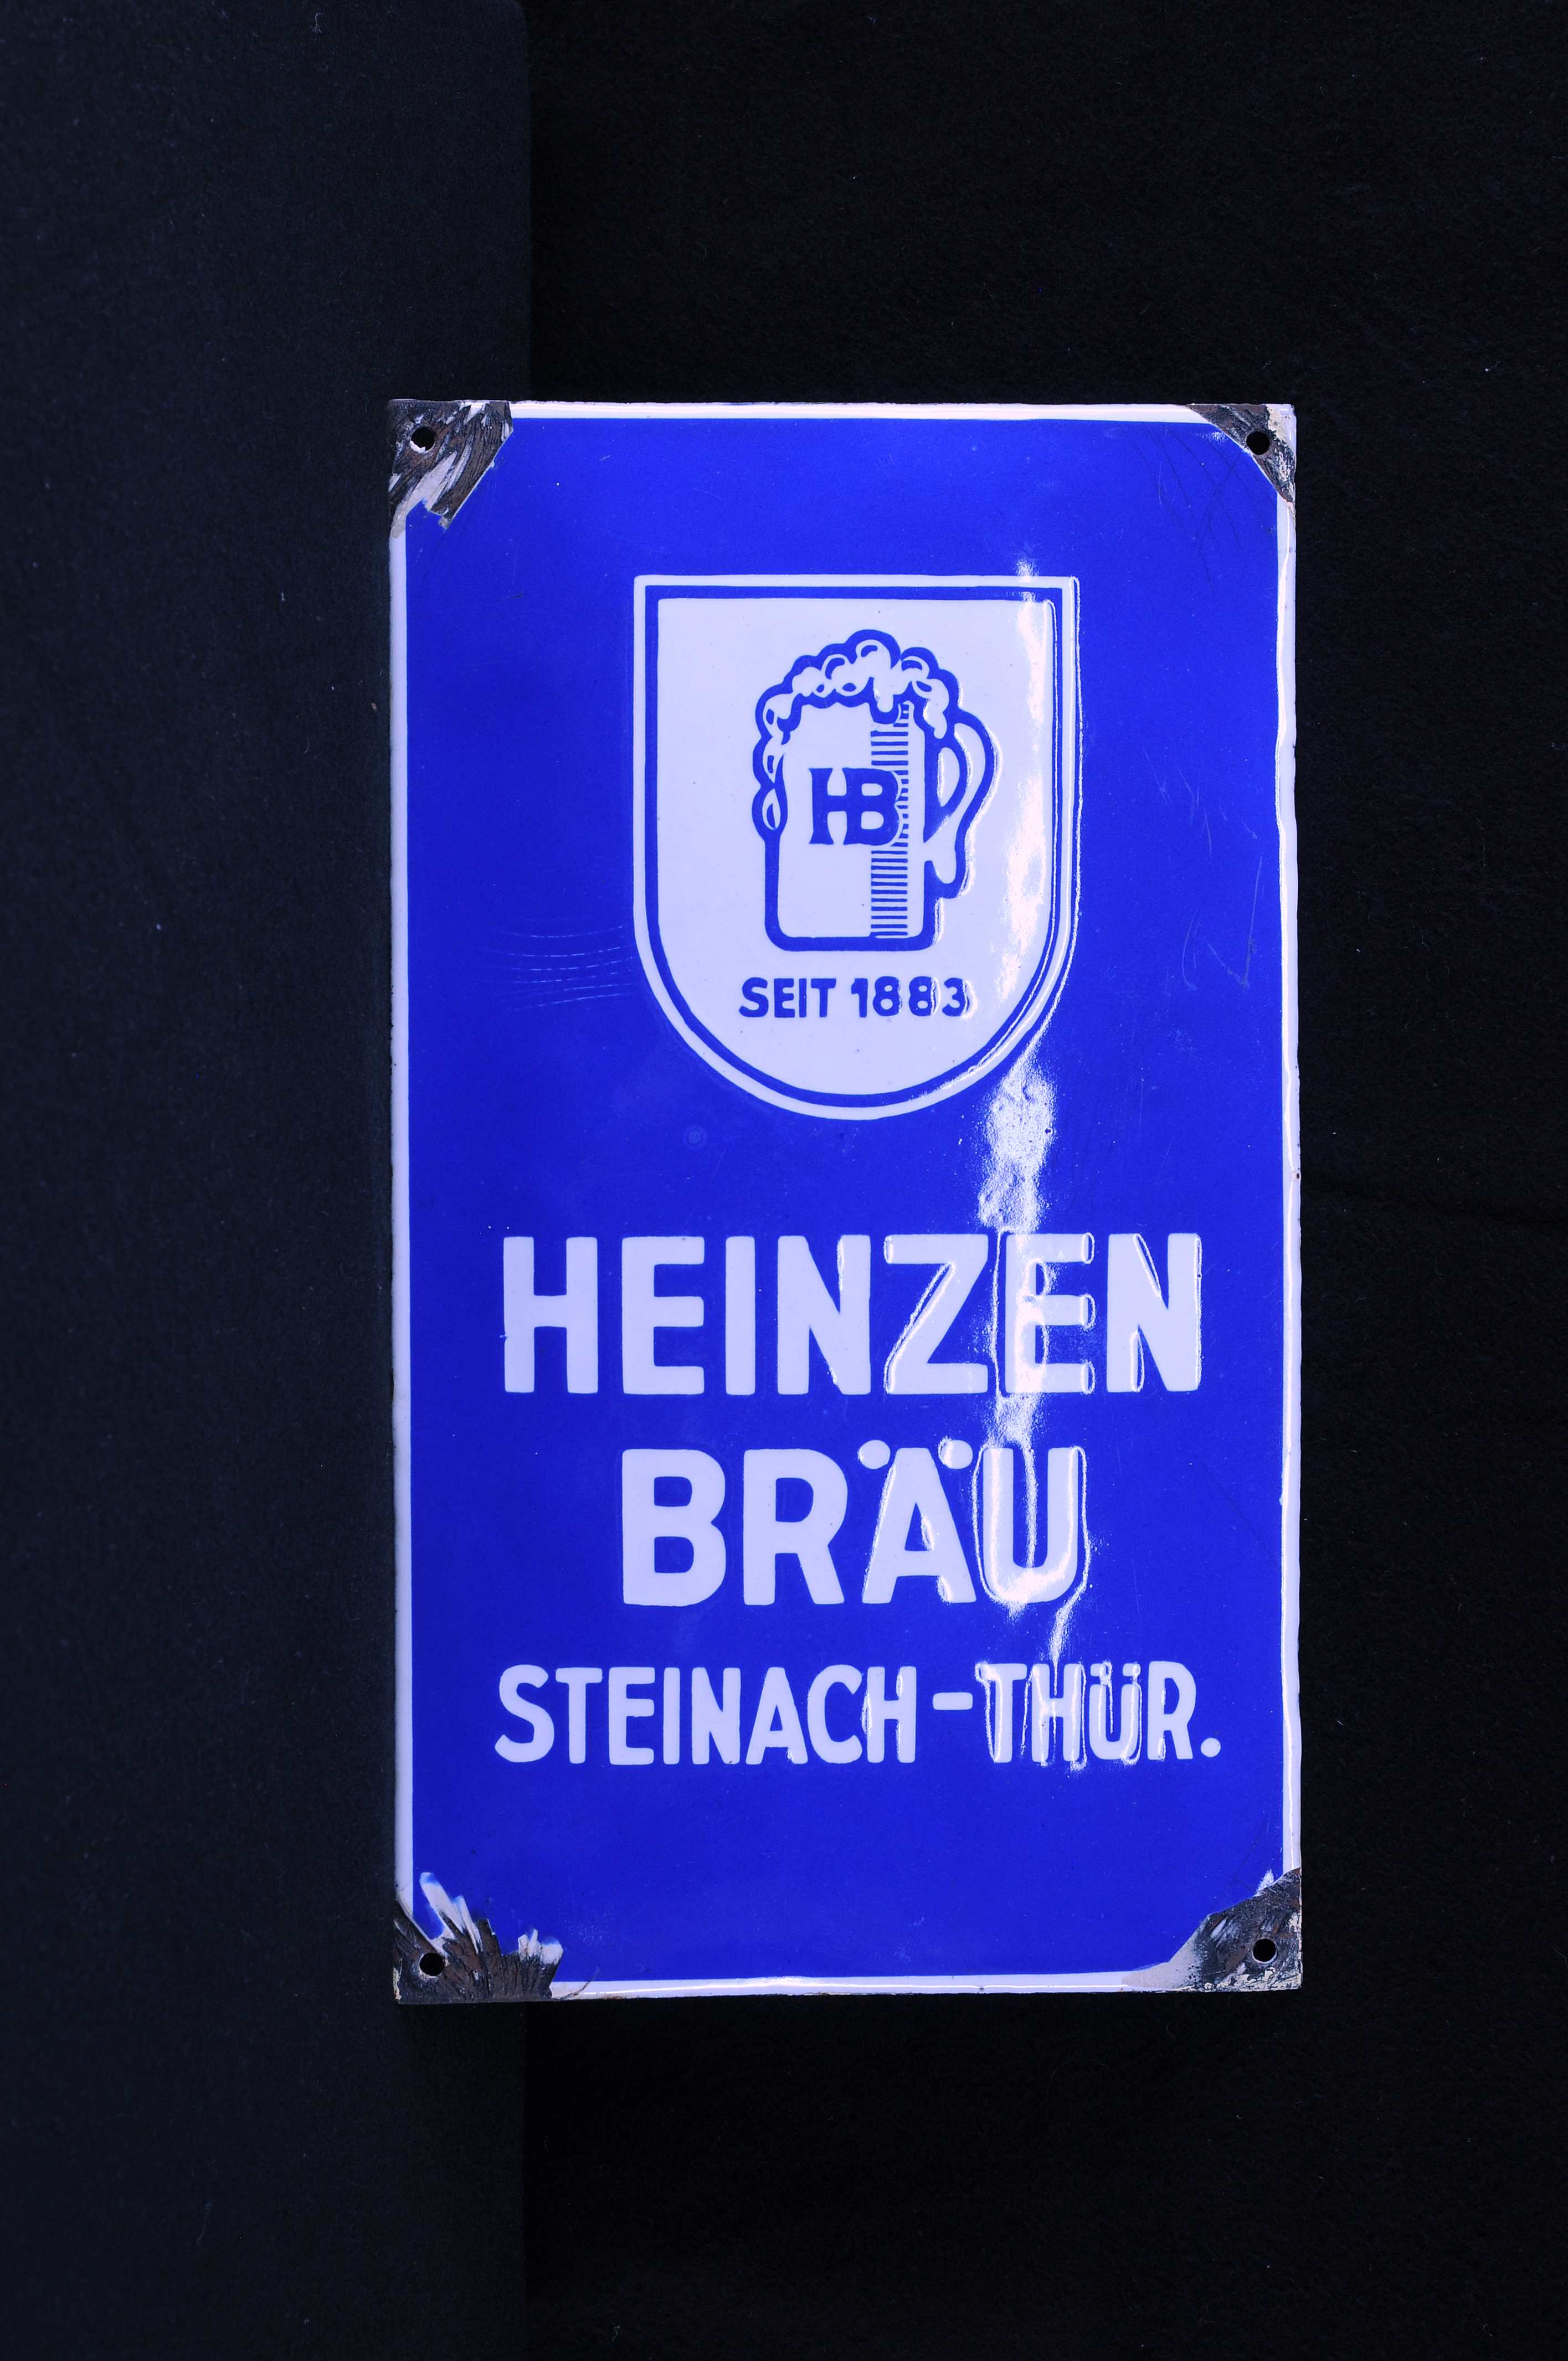 HB
SEIT 1883
HEINZEN
BRÄU
STEINACH-THÜR.